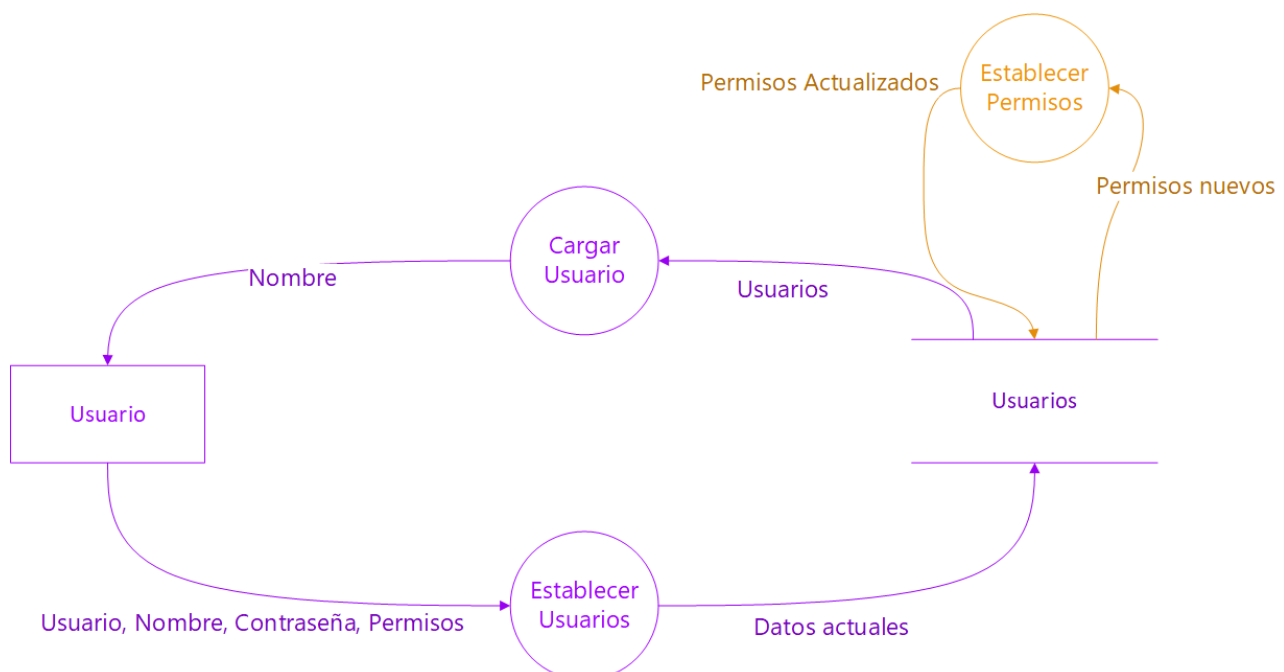 Establecer
Permisos
Permisos Actualizados
Permisos nuevos
Cargar
Usuario
Nombre
Usuarios
Usuario
Usuarios
Establecer
Usuarios
Usuario, Nombre, Contraseña, Permisos
Datos actuales